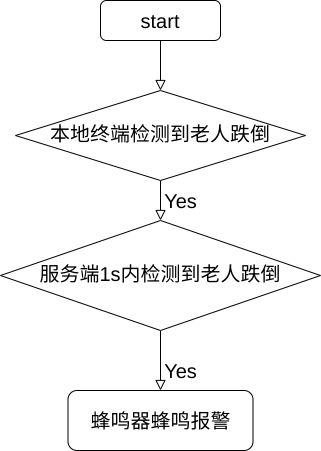 start
本地终端检测到老人跌倒
Yes
服务端1s内检测到老人跌倒
Yes
蜂鸣器蜂鸣报警